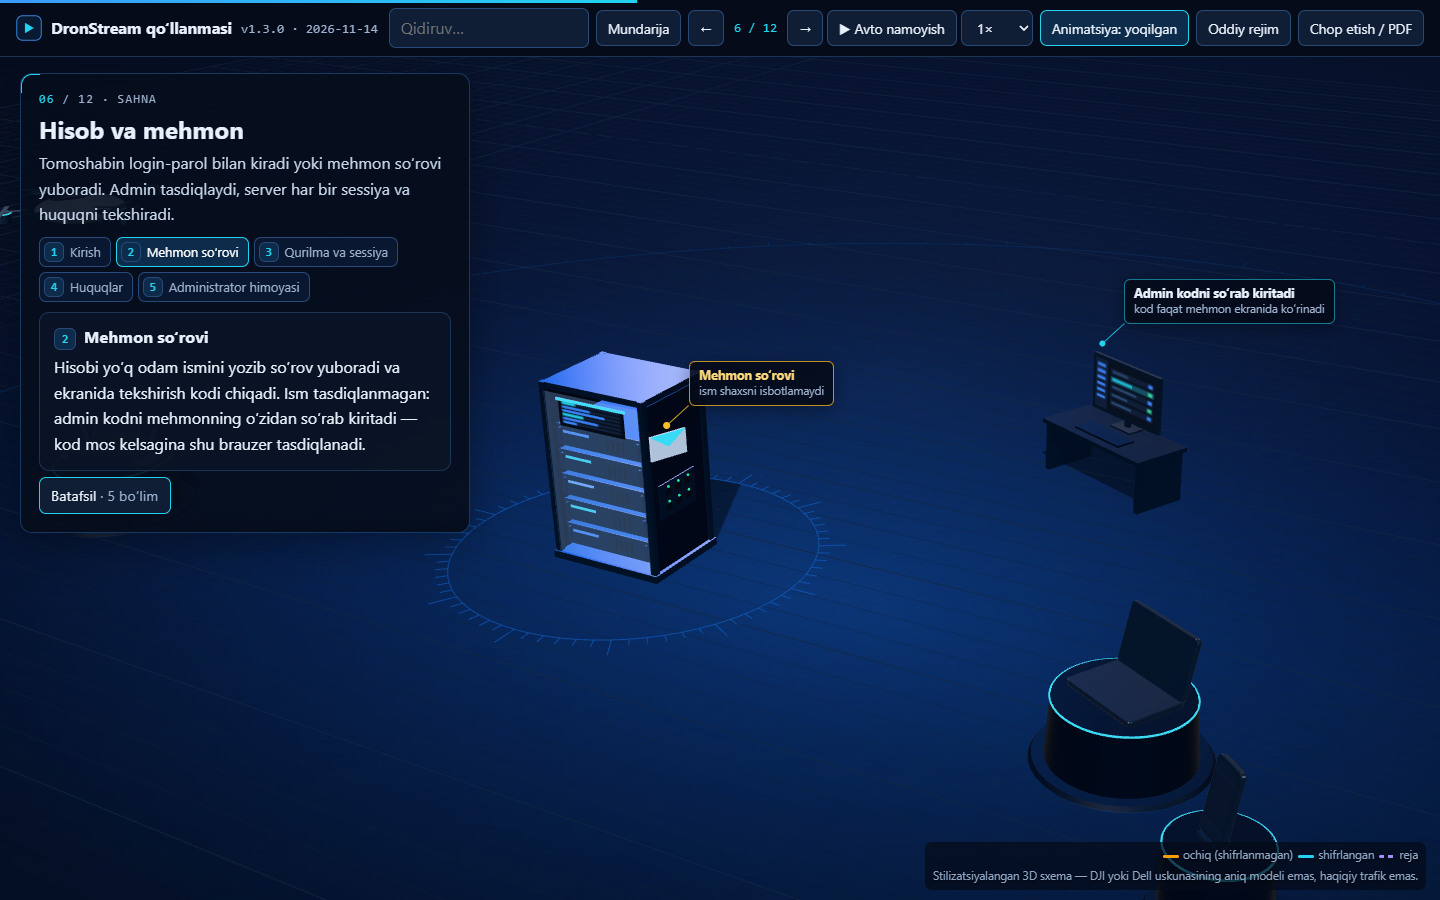 DronStream qo‘llanmasi v1.3.0 · 2026-11-14 Qidiruv... Mundarija ← 6 / 12 → ▶ Avto namoyish 1× Animatsiya: yoqilgan Oddiy rejim Chop etish / PDF
06 / 12 · SAHNA
Hisob va mehmon
Tomoshabin login-parol bilan kiradi yoki mehmon so‘rovi
yuboradi. Admin tasdiqlaydi, server har bir sessiya va
huquqni tekshiradi.
1 Kirish 2 Mehmon so‘rovi 3 Qurilma va sessiya
4 Huquqlar 5 Administrator himoyasi
2 Mehmon so‘rovi
Hisobi yo‘q odam ismini yozib so‘rov yuboradi va
ekranida tekshirish kodi chiqadi. Ism tasdiqlanmagan:
admin kodni mehmonning o‘zidan so‘rab kiritadi —
kod mos kelsagina shu brauzer tasdiqlanadi.
Batafsil · 5 bo‘lim
Mehmon so‘rovi
ism shaxsni isbotlamaydi
Admin kodni so‘rab kiritadi
kod faqat mehmon ekranida ko‘rinadi
ochiq (shifrlanmagan) shifrlangan reja
Stilizatsiyalangan 3D sxema — DJI yoki Dell uskunasining aniq modeli emas, haqiqiy trafik emas.